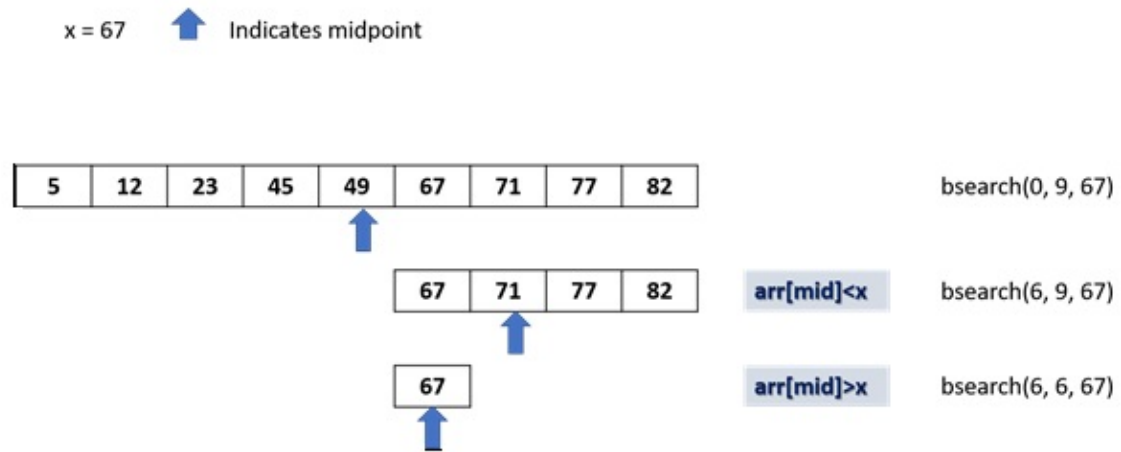 x = 67 Indicates midpoint
5 12 23 45 49 67 71 77 82 bsearch(0, 9, 67)
67 71 77 82 arr[mid]<x bsearch(6, 9, 67)
67 arr[mid]>x bsearch(6, 6, 67)